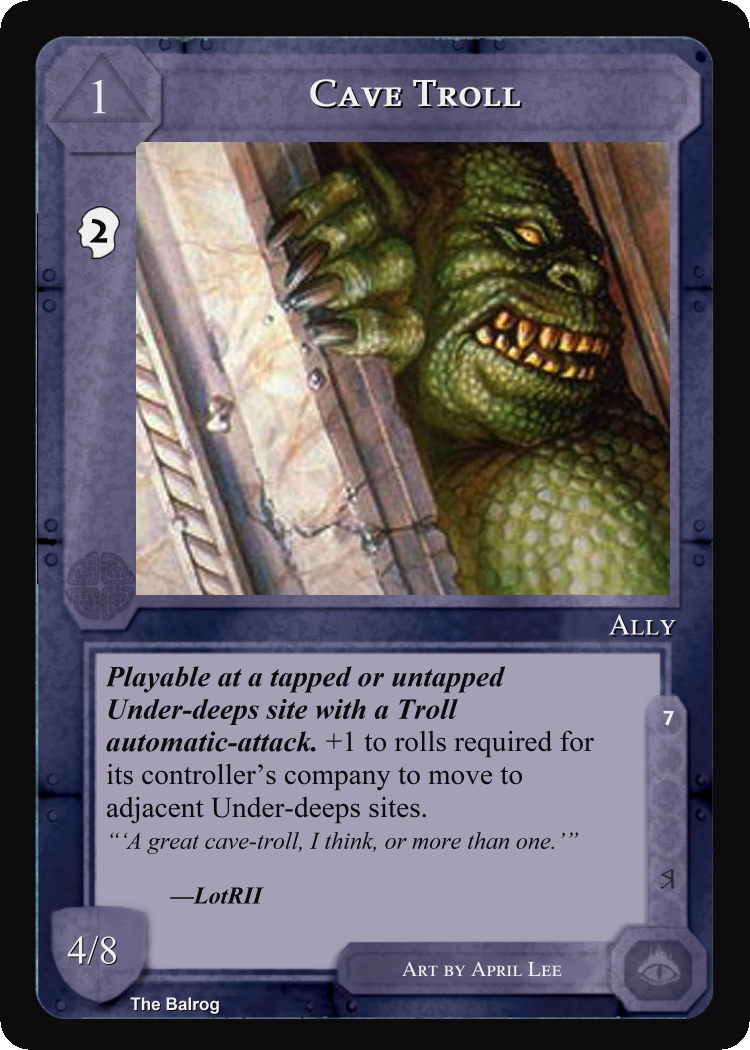 1
CAVE TROLL
2
ALLY
Playable at a tapped or untapped
Under-deeps site with a Troll
automatic-attack. +1 to rolls required for
its controller’s company to move to
adjacent Under-deeps sites.
“‘A great cave-troll, I think, or more than one.’”
—LotRII
7
4/8
ART BY APRIL LEE
The Balrog